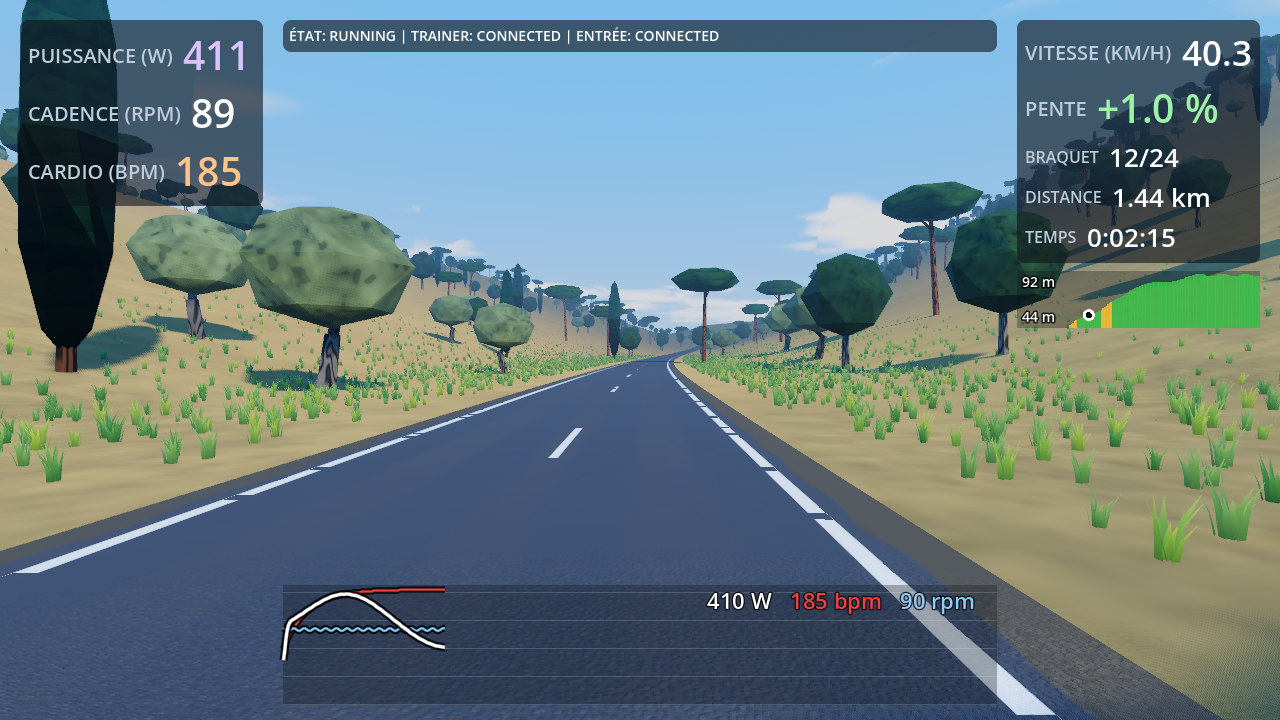 PUISSANCE (W) 411
CADENCE (RPM) 89
CARDIO (BPM) 185
ÉTAT: RUNNING | TRAINER: CONNECTED | ENTRÉE: CONNECTED
VITESSE (KM/H) 40.3
PENTE +1.0 %
BRAQUET 12/24
DISTANCE 1.44 km
TEMPS 0:02:15
92 m
44 m
410 W 185 bpm 90 rpm